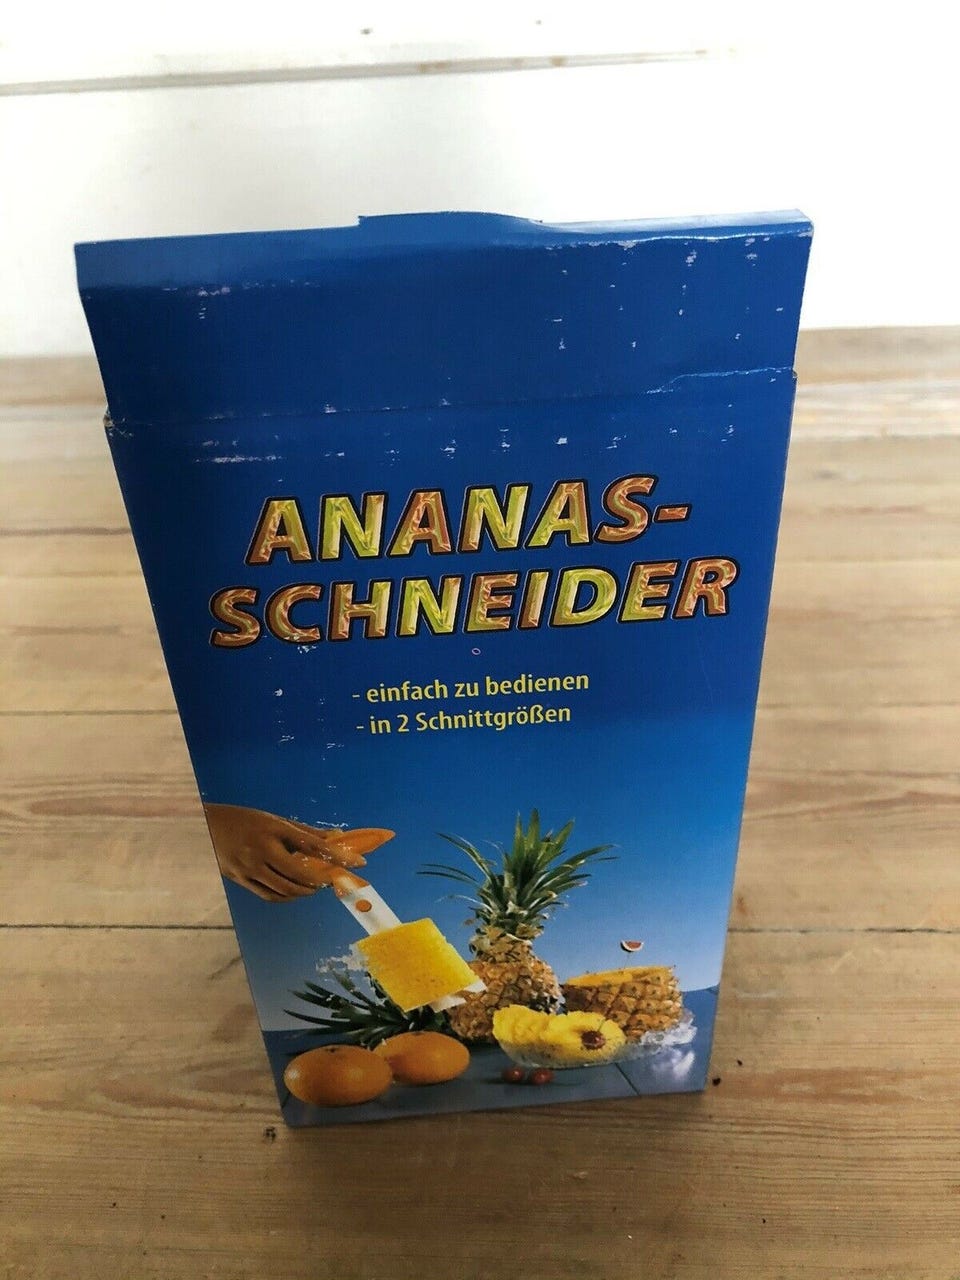 ANANAS-
SCHNEIDER
- einfach zu bedienen
- in 2 Schnittgrößen